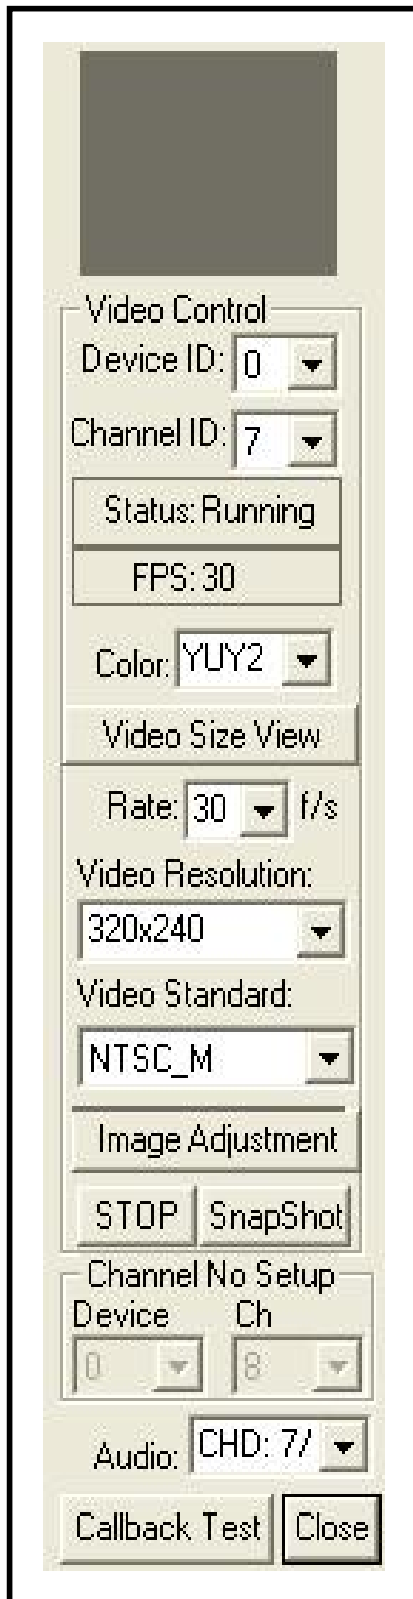 Video Control
Device ID: 0
Channel ID: 7
Status: Running
FPS: 30
Color: YUY2
Video Size View
Rate: 30 f/s
Video Resolution:
320x240
Video Standard:
NTSC_M
Image Adjustment
STOP SnapShot
Channel No Setup
Device Ch
0 8
Audio: CHD: 7/
Callback Test Close